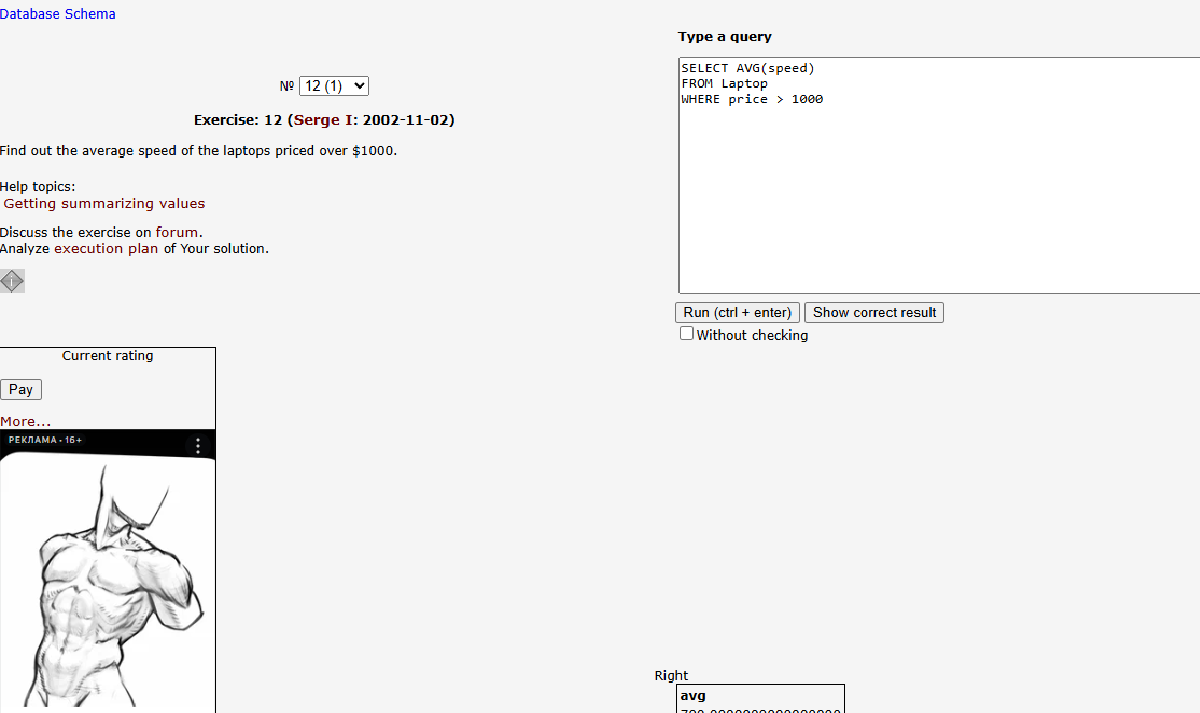 Database Schema
№ 12 (1)
Exercise: 12 (Serge I: 2002-11-02)
Find out the average speed of the laptops priced over $1000.
Help topics:
Getting summarizing values
Discuss the exercise on forum.
Analyze execution plan of Your solution.
Current rating
Pay
More...
РЕКЛАМА • 16+
Type a query
SELECT AVG(speed)
FROM Laptop
WHERE price > 1000
Run (ctrl + enter) Show correct result
Without checking
Right
avg